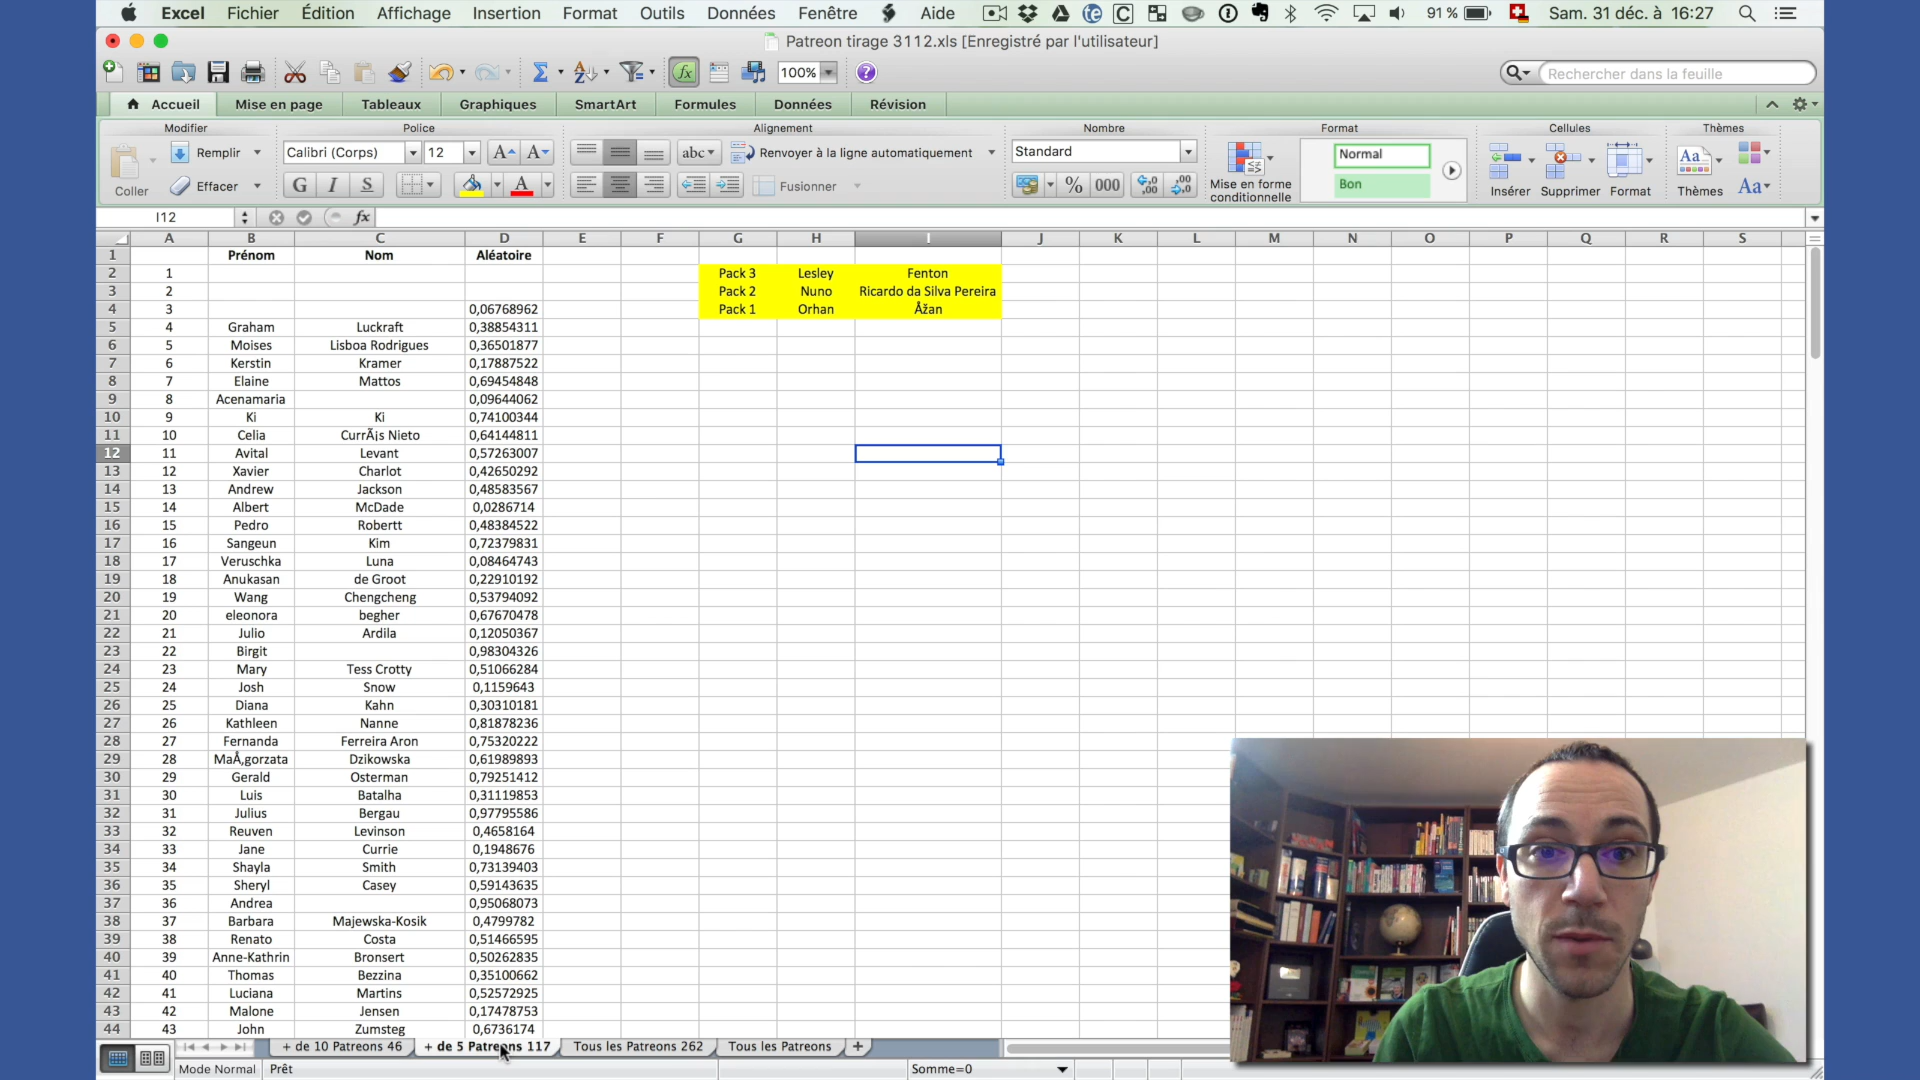 Excel Fichier Édition Affichage Insertion Format Outils Données Fenêtre Aide 91 % Sam. 31 déc. à 16:27
Patreon tirage 3112.xls [Enregistré par l'utilisateur]
100% Rechercher dans la feuille
Accueil Mise en page Tableaux Graphiques SmartArt Formules Données Révision
Modifier Police Alignement Nombre Format Cellules Thèmes
Remplir Calibri (Corps) 12 A A abc Renvoyer à la ligne automatiquement Standard Normal Aa
Coller Effacer G I S A Fusionner % 000 ,00 ,00 Mise en forme conditionnelle Bon Insérer Supprimer Format Thèmes Aa
I12 fx
A B C D E F G H I J K L M N O P Q R S
1 Prénom Nom Aléatoire
2 1 Pack 3 Lesley Fenton
3 2 Pack 2 Nuno Ricardo da Silva Pereira
4 3 0,06768962 Pack 1 Orhan Åžan
5 4 Graham Luckraft 0,38854311
6 5 Moises Lisboa Rodrigues 0,36501877
7 6 Kerstin Kramer 0,17887522
8 7 Elaine Mattos 0,69454848
9 8 Acenamaria 0,09644062
10 9 Ki Ki 0,74100344
11 10 Celia CurrÃ¡s Nieto 0,64144811
12 11 Avital Levant 0,57263007
13 12 Xavier Charlot 0,42650292
14 13 Andrew Jackson 0,48583567
15 14 Albert McDade 0,0286714
16 15 Pedro Robertt 0,48384522
17 16 Sangeun Kim 0,72379831
18 17 Veruschka Luna 0,08464743
19 18 Anukasan de Groot 0,22910192
20 19 Wang Chengcheng 0,53794092
21 20 eleonora begher 0,67670478
22 21 Julio Ardila 0,12050367
23 22 Birgit 0,98304326
24 23 Mary Tess Crotty 0,51066284
25 24 Josh Snow 0,1159643
26 25 Diana Kahn 0,30310181
27 26 Kathleen Nanne 0,81878236
28 27 Fernanda Ferreira Aron 0,75320222
29 28 MaÅ‚gorzata Dzikowska 0,61989893
30 29 Gerald Osterman 0,79251412
31 30 Luis Batalha 0,31119853
32 31 Julius Bergau 0,97795586
33 32 Reuven Levinson 0,4658164
34 33 Jane Currie 0,1948676
35 34 Shayla Smith 0,73139403
36 35 Sheryl Casey 0,59143635
37 36 Andrea 0,95068073
38 37 Barbara Majewska-Kosik 0,4799782
39 38 Renato Costa 0,51466595
40 39 Anne-Kathrin Bronsert 0,50262835
41 40 Thomas Bezzina 0,35100662
42 41 Luciana Martins 0,52572925
43 42 Malone Jensen 0,17478753
44 43 John Zumsteg 0,6736174
+ de 10 Patreons 46 + de 5 Patreons 117 Tous les Patreons 262 Tous les Patreons +
Mode Normal Prêt Somme=0